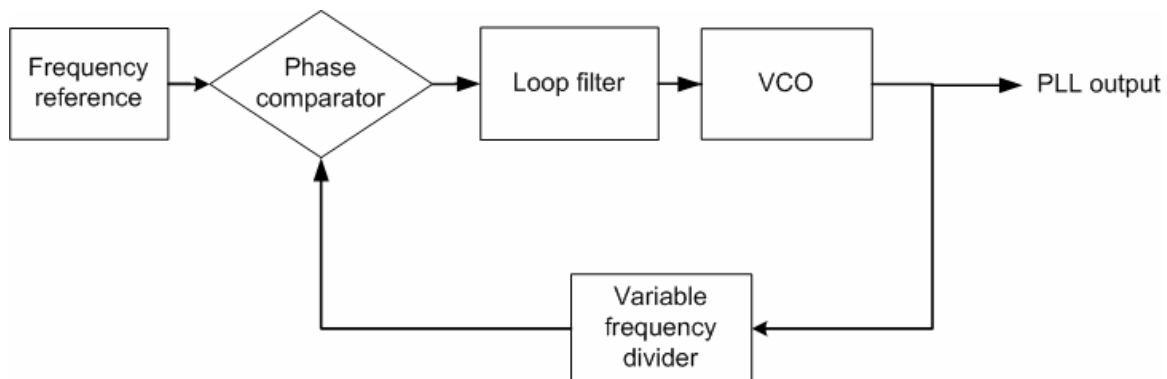 Frequency
reference
Phase
comparator
Loop filter
VCO
PLL output
Variable
frequency
divider